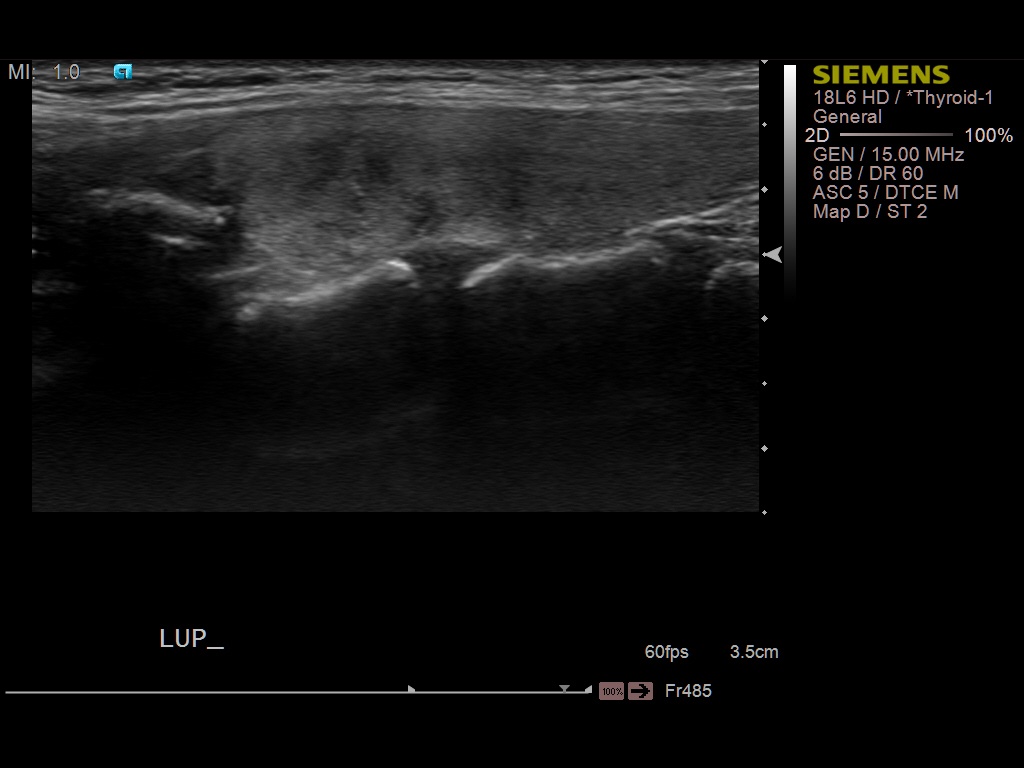 MI: 1.0
SIEMENS
18L6 HD / *Thyroid-1
General
2D 100%
GEN / 15.00 MHz
6 dB / DR 60
ASC 5 / DTCE M
Map D / ST 2
LUP_
60fps 3.5cm
100% Fr485